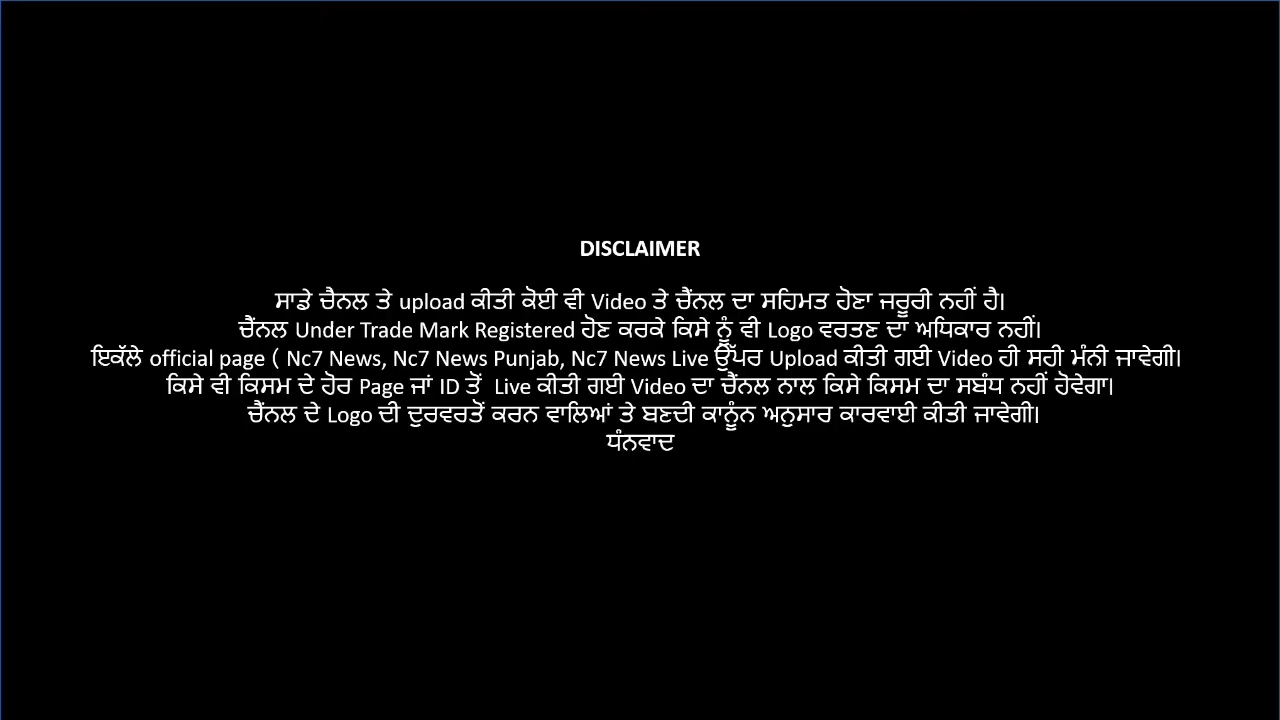 DISCLAIMER
ਸਾਡੇ ਚੈਨਲ ਤੇ upload ਕੀਤੀ ਕੋਈ ਵੀ Video ਤੇ ਚੈਂਨਲ ਦਾ ਸਹਿਮਤ ਹੋਣਾ ਜਰੂਰੀ ਨਹੀਂ ਹੈ।
ਚੈਂਨਲ Under Trade Mark Registered ਹੋਣ ਕਰਕੇ ਕਿਸੇ ਨੂੰ ਵੀ Logo ਵਰਤਣ ਦਾ ਅਧਿਕਾਰ ਨਹੀਂ।
ਇਕੱਲੇ official page ( Nc7 News, Nc7 News Punjab, Nc7 News Live ਉੱਪਰ Upload ਕੀਤੀ ਗਈ Video ਹੀ ਸਹੀ ਮੰਨੀ ਜਾਵੇਗੀ।
ਕਿਸੇ ਵੀ ਕਿਸਮ ਦੇ ਹੋਰ Page ਜਾਂ ID ਤੋਂ Live ਕੀਤੀ ਗਈ Video ਦਾ ਚੈਂਨਲ ਨਾਲ ਕਿਸੇ ਕਿਸਮ ਦਾ ਸਬੰਧ ਨਹੀਂ ਹੋਵੇਗਾ।
ਚੈਂਨਲ ਦੇ Logo ਦੀ ਦੁਰਵਰਤੋਂ ਕਰਨ ਵਾਲਿਆਂ ਤੇ ਬਣਦੀ ਕਾਨੂੰਨ ਅਨੁਸਾਰ ਕਾਰਵਾਈ ਕੀਤੀ ਜਾਵੇਗੀ।
ਧੰਨਵਾਦ